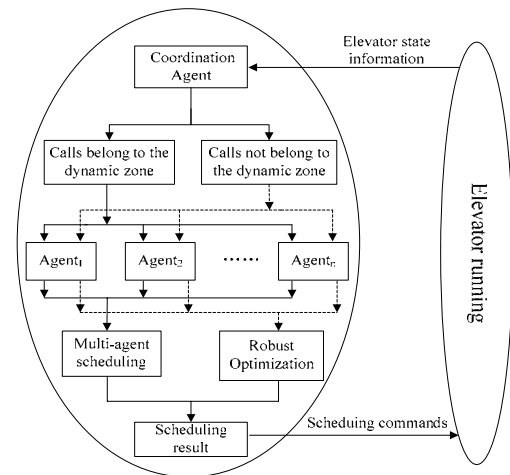 Coordination
Agent
Elevator state
information
Calls belong to the
dynamic zone
Calls not belong to
the dynamic zone
Agent1
Agent2
······
Agentn
Multi-agent
scheduling
Robust
Optimization
Scheduling
result
Scheduing commands
Elevator running